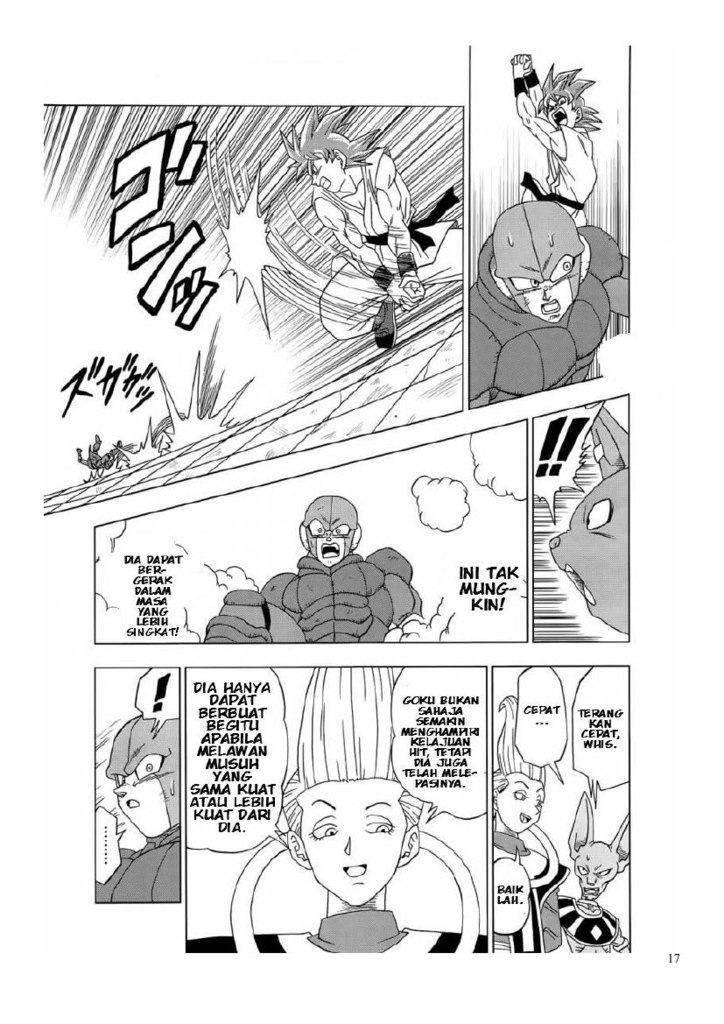 ゴンッ
ズガガッ
!!
INI TAK
MUNG-
KIN!
DIA DAPAT
BER-
GERAK
DALAM
MASA
YANG
LEBIH
SINGKAT!
TERANG
KAN
CEPAT,
WHIS.
CEPAT
...
BAIK
LAH.
GOKU BUKAN
SAHAJA
SEMAKIN
MENGHAMPIRI
KELAJUAN
HIT, TETAPI
DIA JUGA
TELAH MELE-
PASINYA.
DIA HANYA
DAPAT
BERBUAT
BEGITU
APABILA
MELAWAN
MUSUH
YANG
SAMA KUAT
ATAU LEBIH
KUAT DARI
DIA.
!
........
17